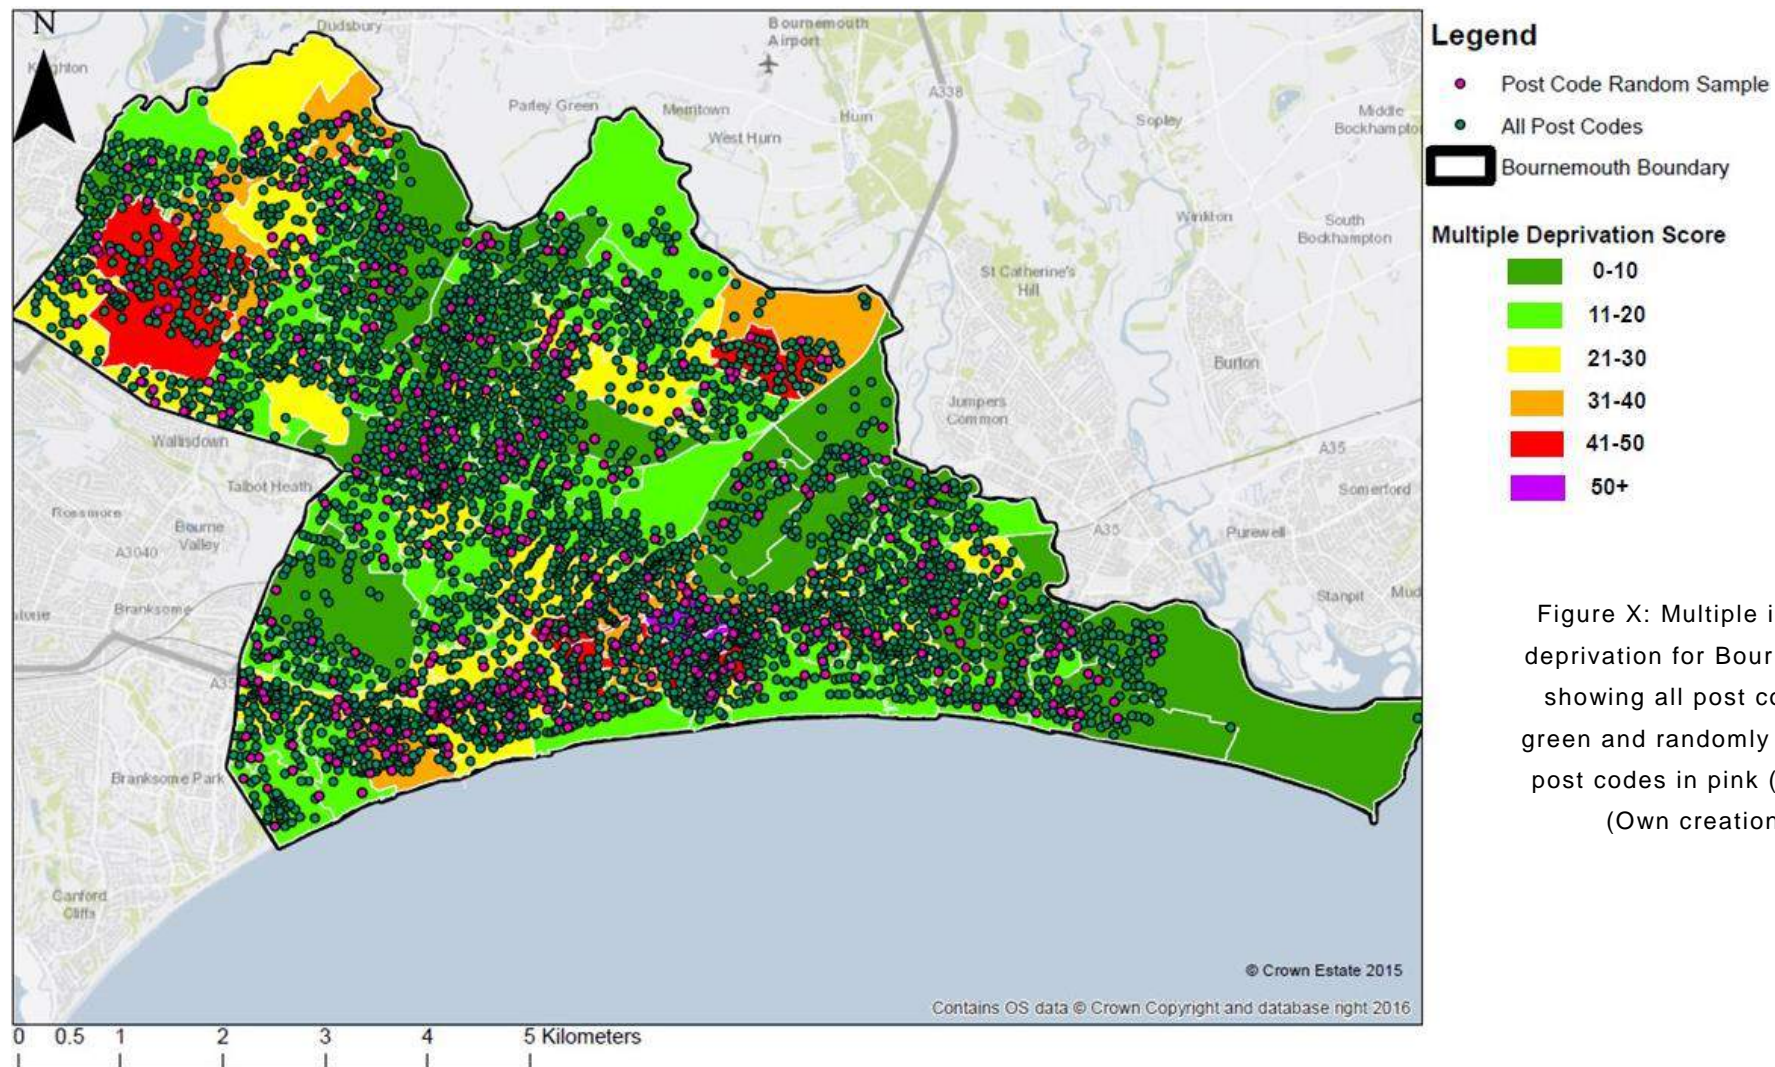 N
Dudsbury
Bournemouth
Airport
Parley Green
Merritown
West Hurn
Hurn
A338
Sopley
Middle
Winkton
South
Bockhampton
St Catherine's
Hill
Burton
Jumpers
Common
A35
Somerford
A35
Purewell
Stanpit
Wallisdown
Talbot Heath
Rossmore
Bourne
Valley
A3040
Branksome
A35
Branksome Park
Canford
Cliffs
© Crown Estate 2015
Contains OS data © Crown Copyright and database right 2016
0 0.5 1 2 3 4 5 Kilometers
Legend
Post Code Random Sample
All Post Codes
Bournemouth Boundary
Multiple Deprivation Score
0-10
11-20
21-30
31-40
41-50
50+
Figure X: Multiple i
deprivation for Bour
showing all post co
green and randomly
post codes in pink (
(Own creation